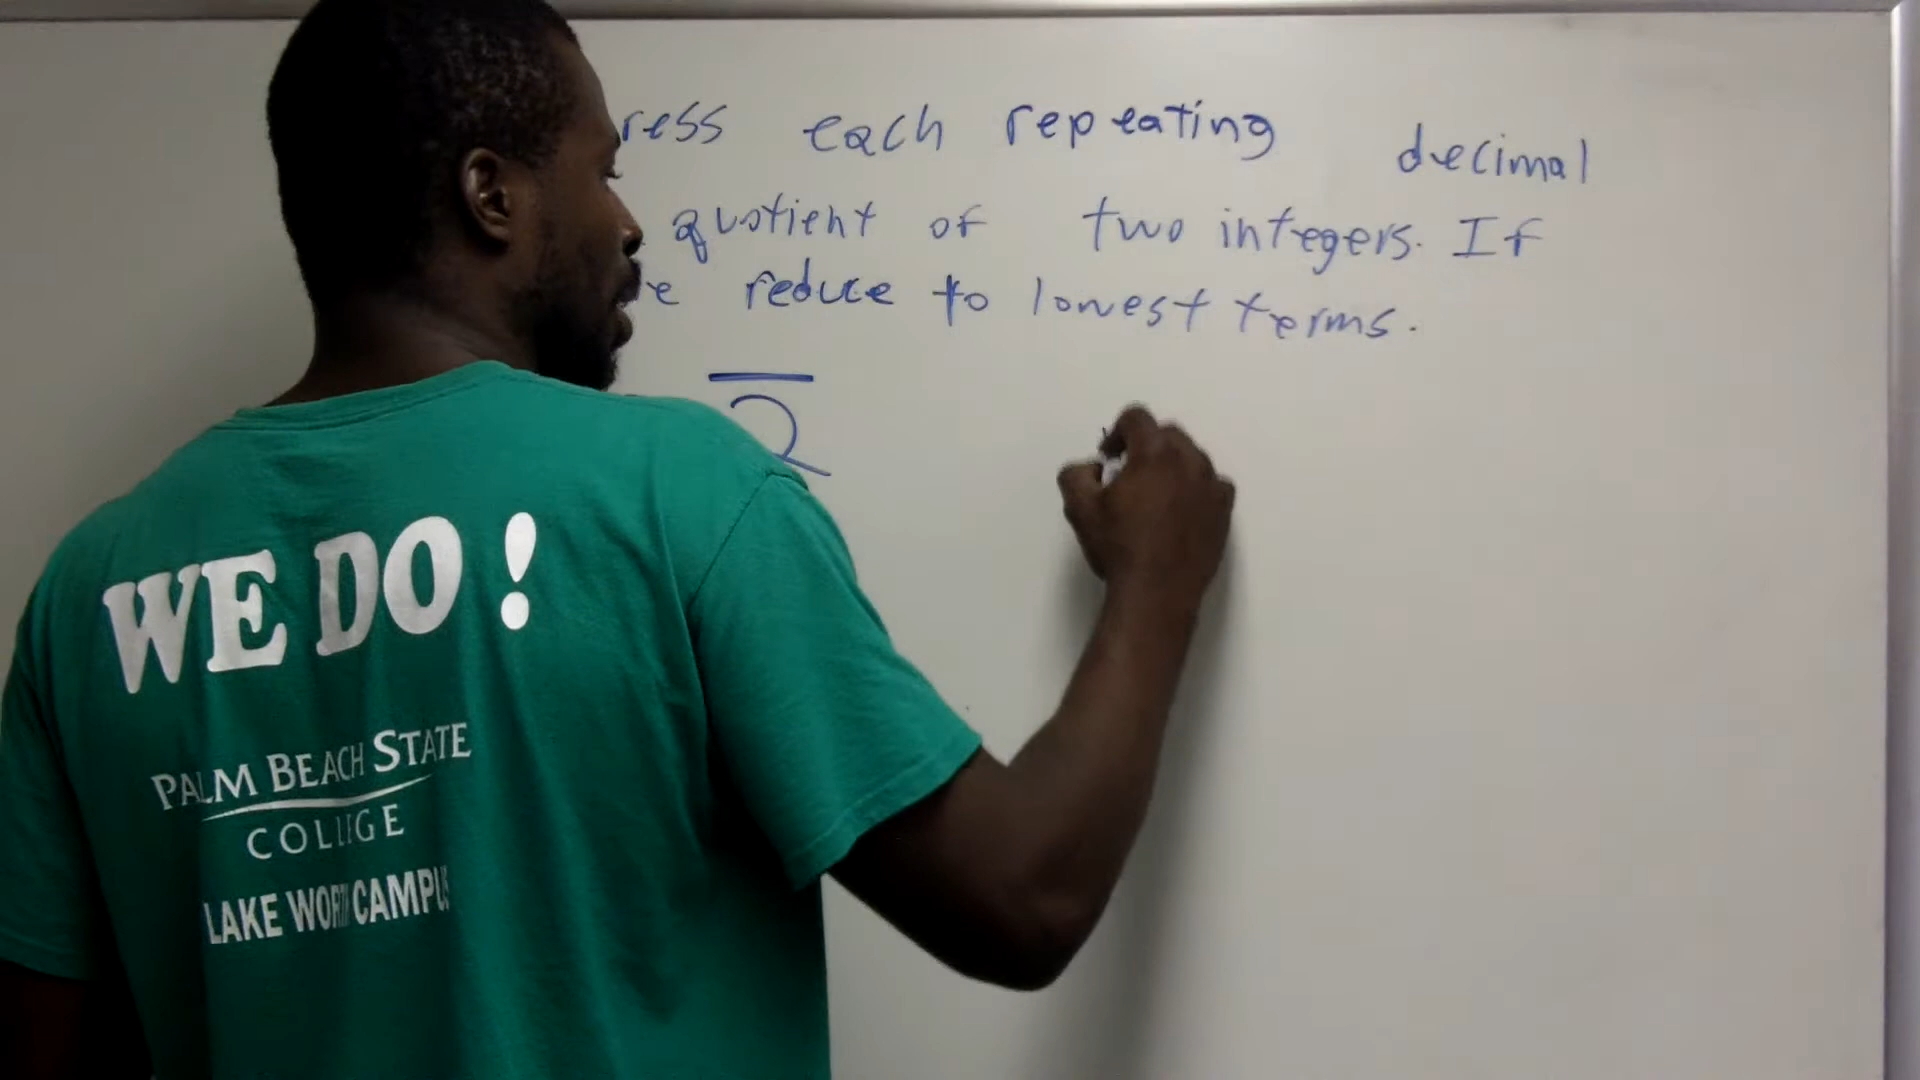 ress each repeating decimal
quotient of two integers. If
e reduce to lowest terms.
2
WE DO!
PALM BEACH STATE
COLLEGE
LAKE WORTH CAMPUS